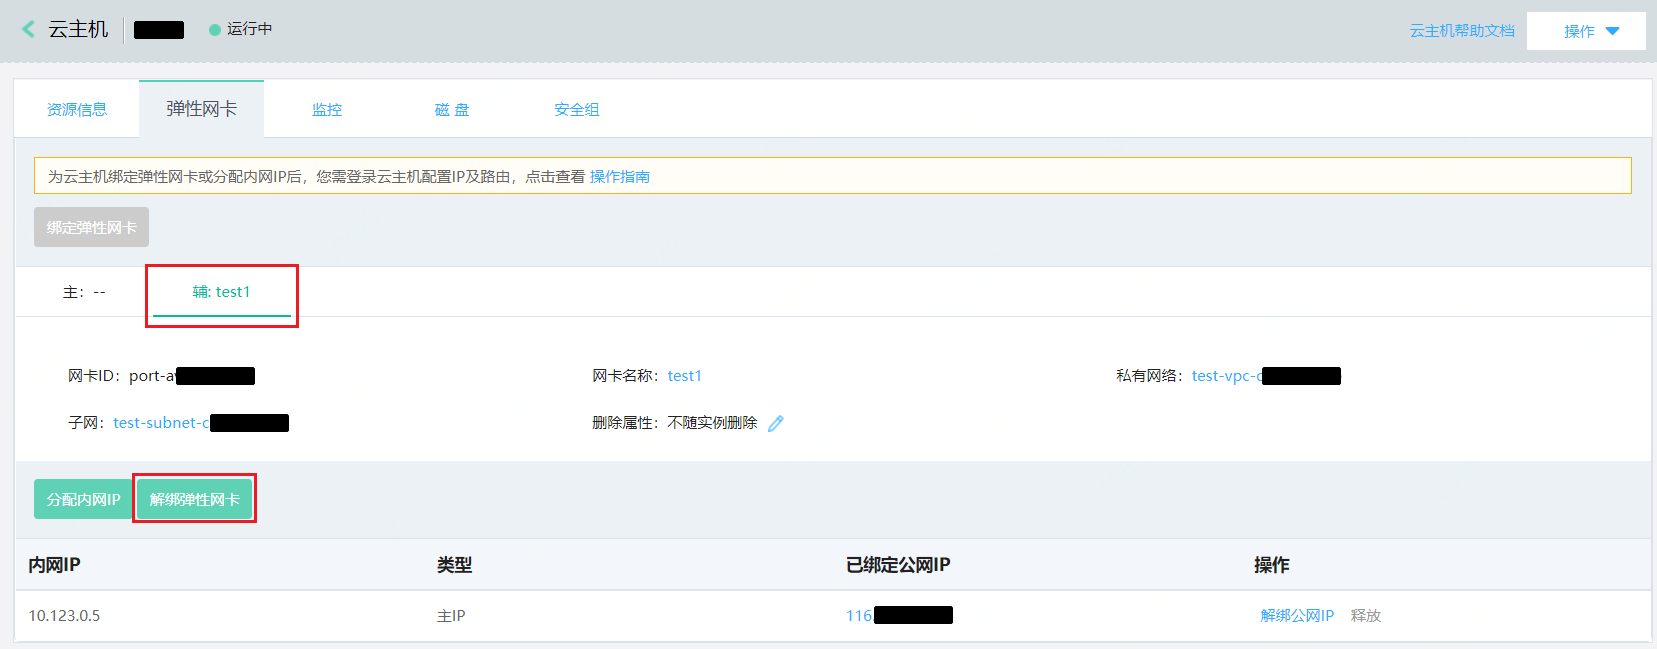 云主机 运行中 云主机帮助文档 操作
资源信息 弹性网卡 监控 磁 盘 安全组
为云主机绑定弹性网卡或分配内网IP后，您需登录云主机配置IP及路由，点击查看 操作指南
绑定弹性网卡
主：-- 辅: test1
网卡ID：port-a 网卡名称：test1 私有网络：test-vpc-c
子网：test-subnet-c 删除属性：不随实例删除
分配内网IP 解绑弹性网卡
内网IP 类型 已绑定公网IP 操作
10.123.0.5 主IP 116. 解绑公网IP 释放